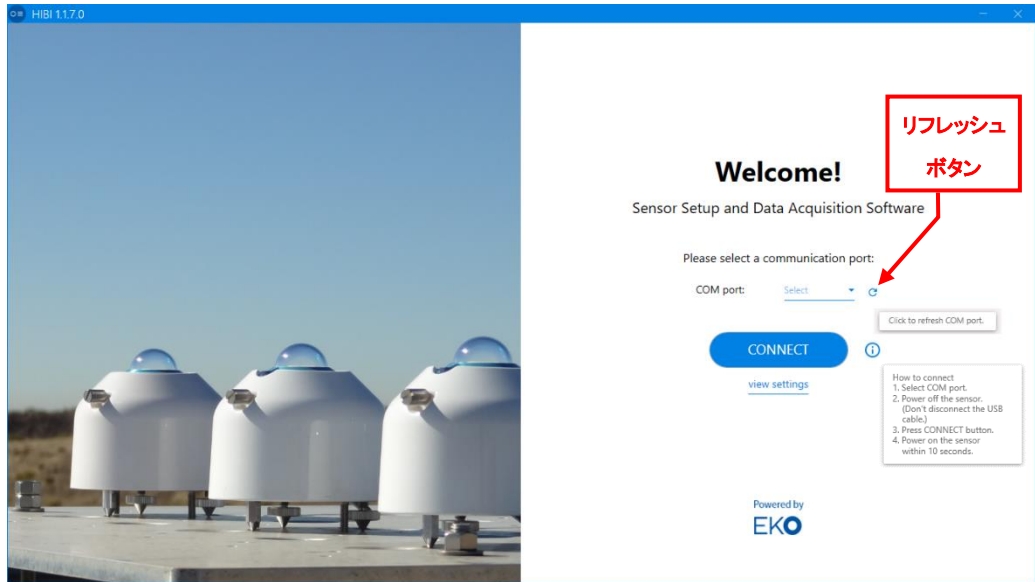 HIBI 1.1.7.0
リフレッシュ
ボタン
Welcome!
Sensor Setup and Data Acquisition Software
Please select a communication port:
COM port:
Select
Click to refresh COM port.
CONNECT
view settings
How to connect
1. Select COM port.
2. Power off the sensor.
(Don't disconnect the USB
cable.)
3. Press CONNECT button.
4. Power on the sensor
within 10 seconds.
Powered by
EKO